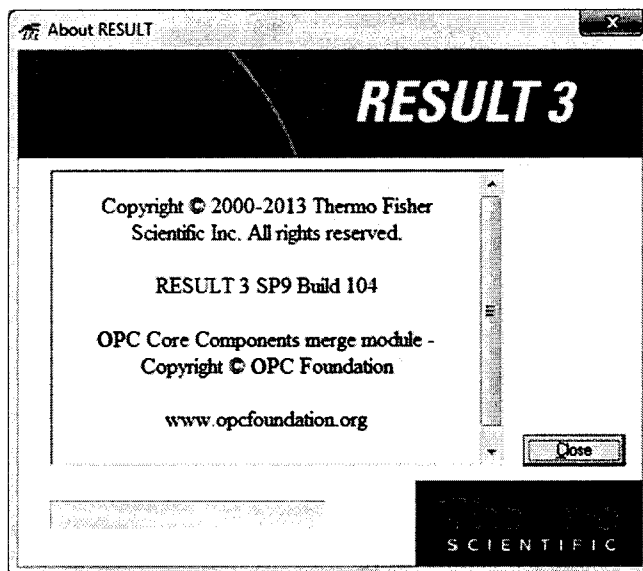 About RESULT
RESULT 3
Copyright © 2000-2013 Thermo Fisher
Scientific Inc. All rights reserved.
RESULT 3 SP9 Build 104
OPC Core Components merge module -
Copyright © OPC Foundation
www.opcfoundation.org
Close
SCIENTIFIC